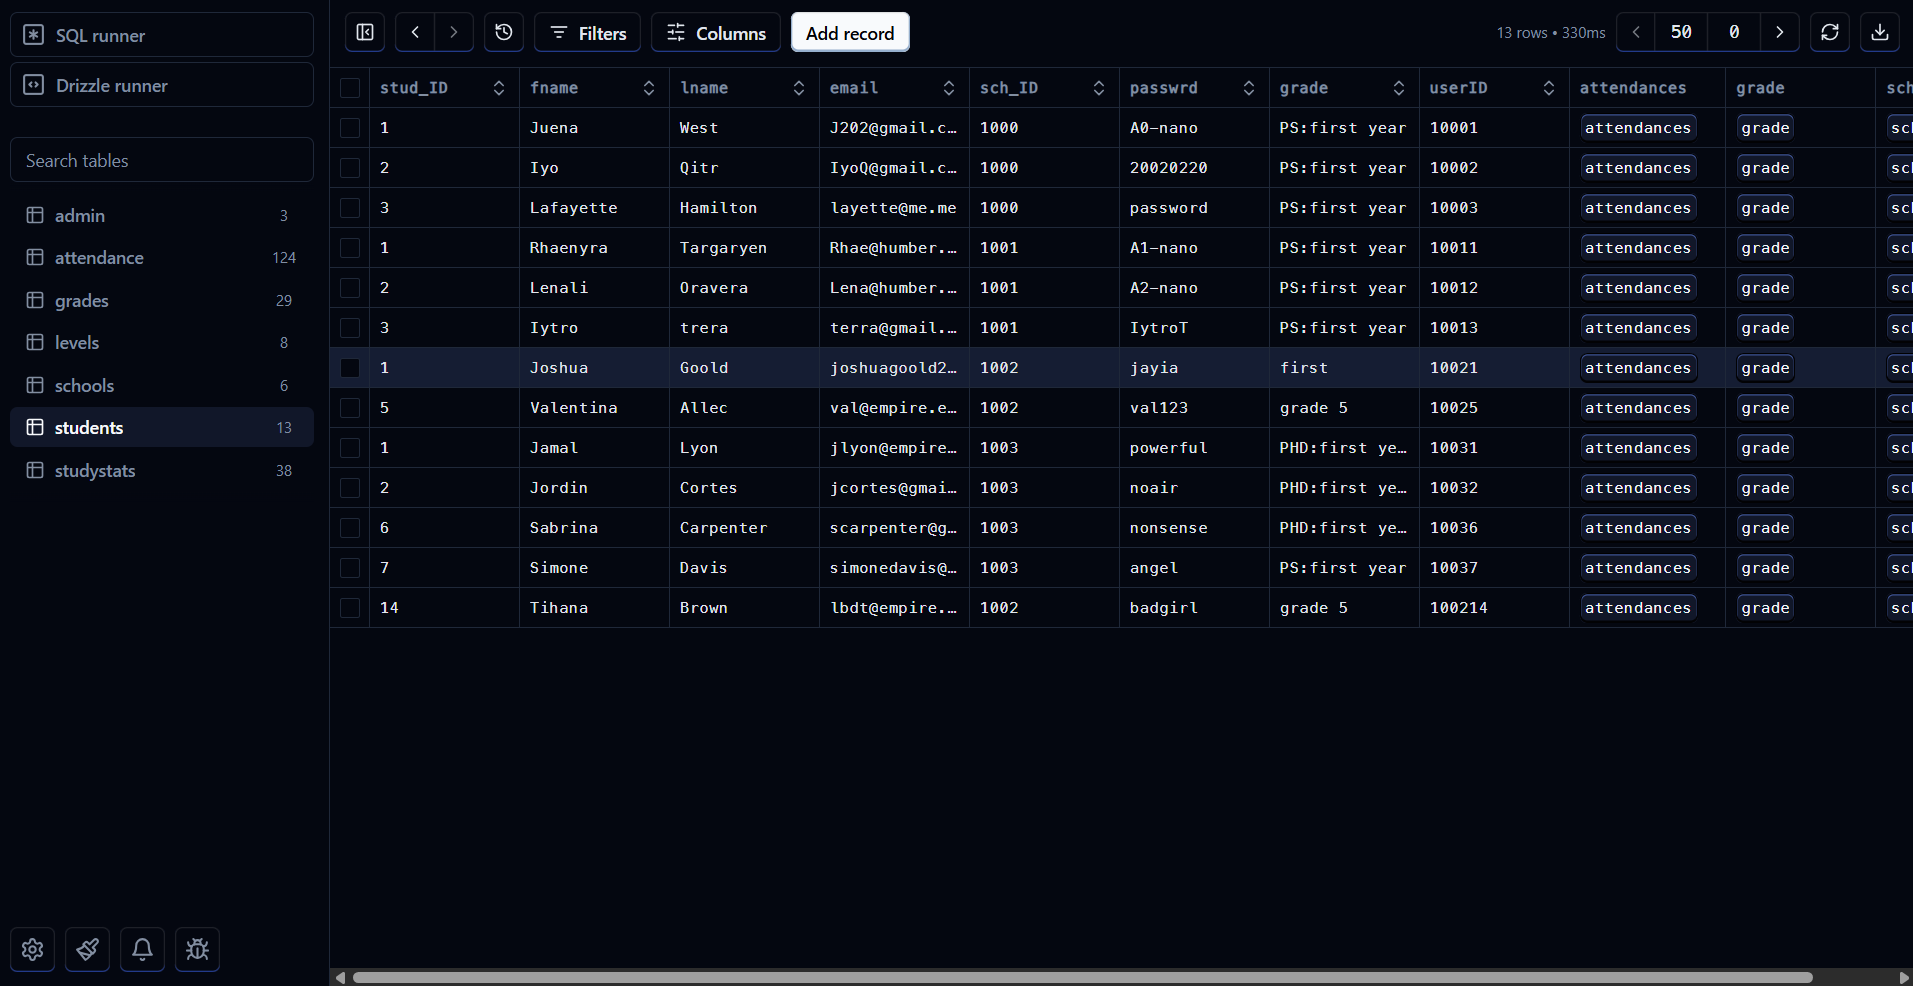 SQL runner
Drizzle runner
Search tables
admin 3
attendance 124
grades 29
levels 8
schools 6
students 13
studystats 38
Filters Columns Add record 13 rows • 330ms 50 0
stud_ID fname lname email sch_ID passwrd grade userID attendances grade sch
1 Juena West J202@gmail.c… 1000 A0-nano PS:first year 10001 attendances grade sc
2 Iyo Qitr IyoQ@gmail.c… 1000 20020220 PS:first year 10002 attendances grade sc
3 Lafayette Hamilton layette@me.me 1000 password PS:first year 10003 attendances grade sc
1 Rhaenyra Targaryen Rhae@humber.… 1001 A1-nano PS:first year 10011 attendances grade sc
2 Lenali Oravera Lena@humber.… 1001 A2-nano PS:first year 10012 attendances grade sc
3 Iytro trera terra@gmail.… 1001 IytroT PS:first year 10013 attendances grade sc
1 Joshua Goold joshuagoold2… 1002 jayia first 10021 attendances grade sc
5 Valentina Allec val@empire.e… 1002 val123 grade 5 10025 attendances grade sc
1 Jamal Lyon jlyon@empire… 1003 powerful PHD:first ye… 10031 attendances grade sc
2 Jordin Cortes jcortes@gmai… 1003 noair PHD:first ye… 10032 attendances grade sc
6 Sabrina Carpenter scarpenter@g… 1003 nonsense PHD:first ye… 10036 attendances grade sc
7 Simone Davis simonedavis@… 1003 angel PS:first year 10037 attendances grade sc
14 Tihana Brown lbdt@empire.… 1002 badgirl grade 5 100214 attendances grade sc